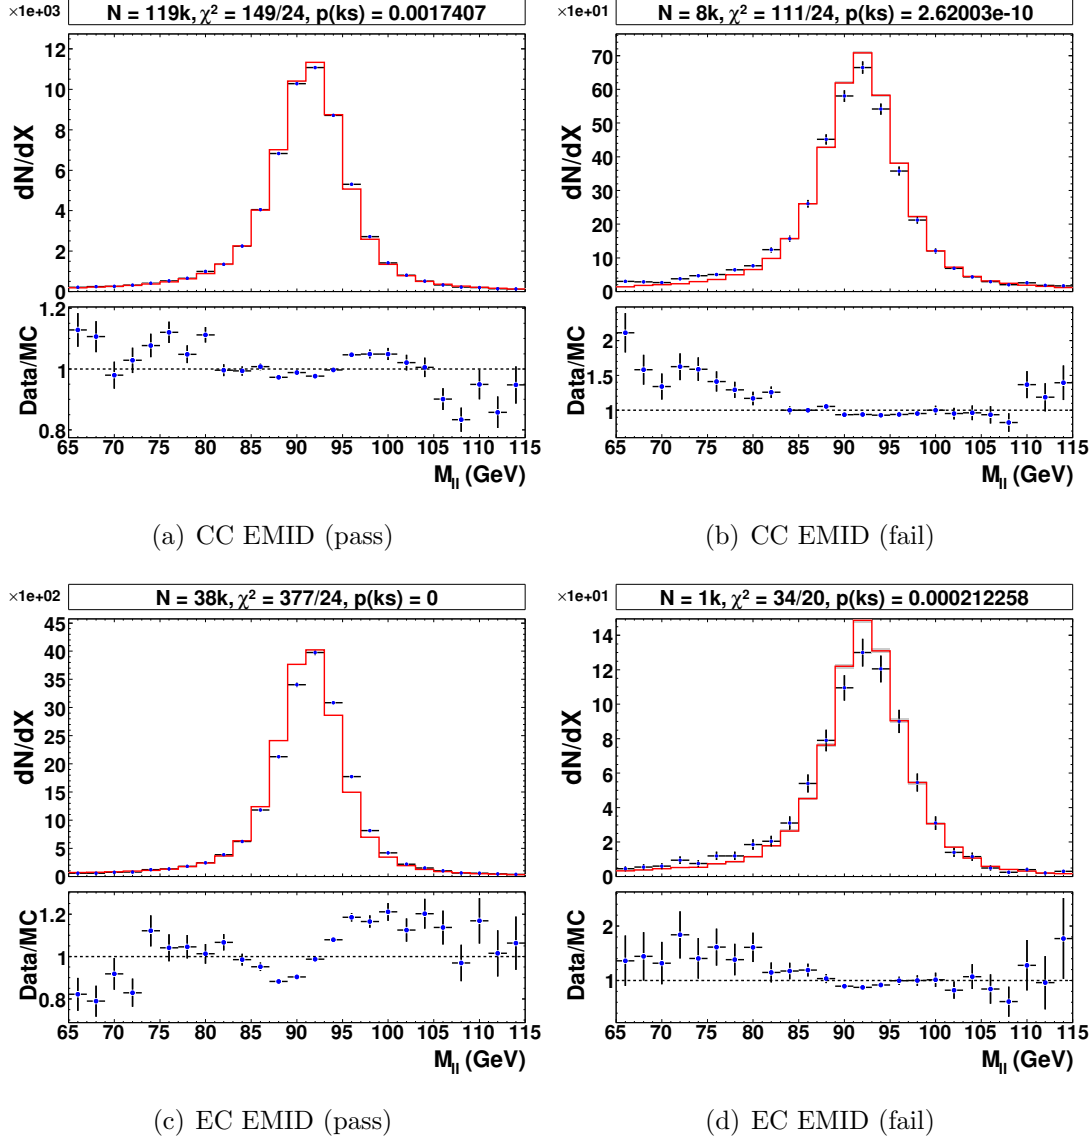 ×1e+03 N = 119k, χ² = 149/24, p(ks) = 0.0017407
12
10
8
6
4
2
0
dN/dX
1.2
1
0.8
Data/MC
65 70 75 80 85 90 95 100 105 110 115
M_ll (GeV)
(a) CC EMID (pass)
×1e+01 N = 8k, χ² = 111/24, p(ks) = 2.62003e-10
70
60
50
40
30
20
10
0
dN/dX
2
1.5
1
Data/MC
65 70 75 80 85 90 95 100 105 110 115
M_ll (GeV)
(b) CC EMID (fail)
×1e+02 N = 38k, χ² = 377/24, p(ks) = 0
45
40
35
30
25
20
15
10
5
0
dN/dX
1.2
1
0.8
Data/MC
65 70 75 80 85 90 95 100 105 110 115
M_ll (GeV)
(c) EC EMID (pass)
×1e+01 N = 1k, χ² = 34/20, p(ks) = 0.000212258
14
12
10
8
6
4
2
0
dN/dX
2
1
Data/MC
65 70 75 80 85 90 95 100 105 110 115
M_ll (GeV)
(d) EC EMID (fail)